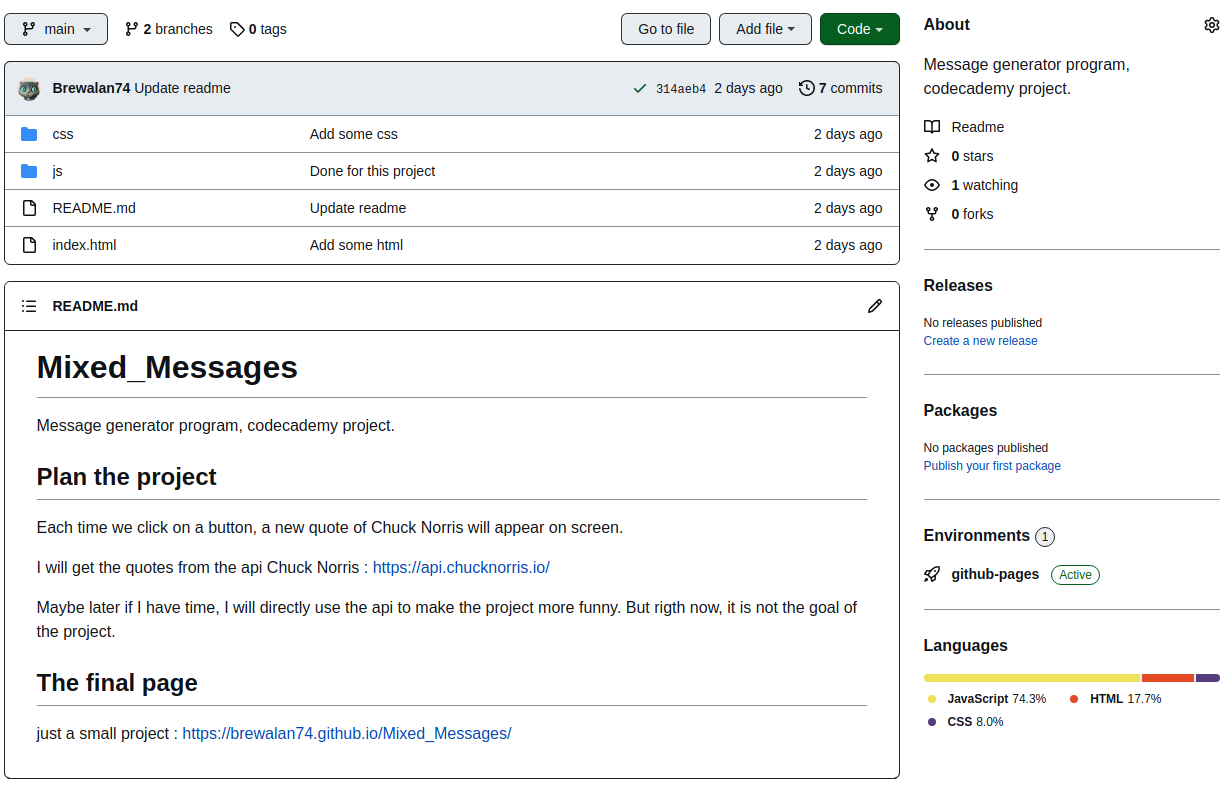 main 2 branches 0 tags Go to file Add file Code
Brewalan74 Update readme 314aeb4 2 days ago 7 commits
css Add some css 2 days ago
js Done for this project 2 days ago
README.md Update readme 2 days ago
index.html Add some html 2 days ago
README.md
Mixed_Messages
Message generator program, codecademy project.
Plan the project
Each time we click on a button, a new quote of Chuck Norris will appear on screen.
I will get the quotes from the api Chuck Norris : https://api.chucknorris.io/
Maybe later if I have time, I will directly use the api to make the project more funny. But rigth now, it is not the goal of
the project.
The final page
just a small project : https://brewalan74.github.io/Mixed_Messages/
About
Message generator program,
codecademy project.
Readme
0 stars
1 watching
0 forks
Releases
No releases published
Create a new release
Packages
No packages published
Publish your first package
Environments 1
github-pages Active
Languages
JavaScript 74.3% HTML 17.7%
CSS 8.0%